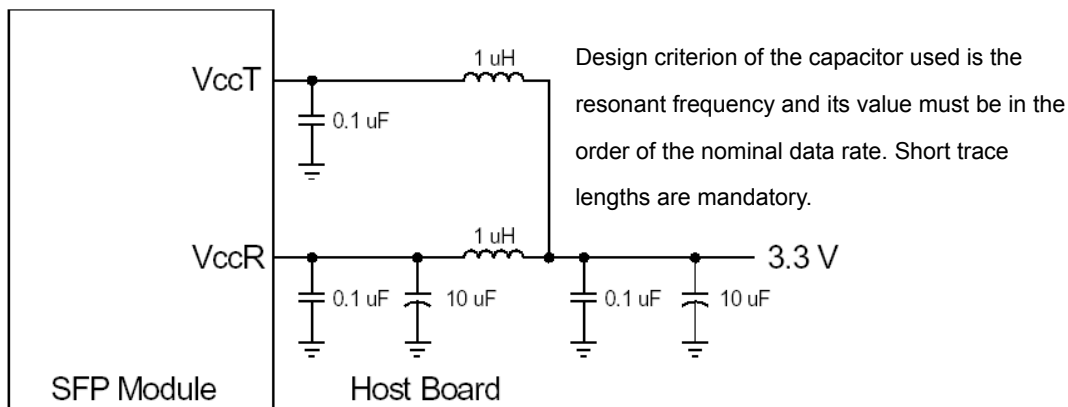 1 uH
VccT
0.1 uF
Design criterion of the capacitor used is the
resonant frequency and its value must be in the
order of the nominal data rate. Short trace
lengths are mandatory.
1 uH
VccR
3.3 V
0.1 uF
10 uF
0.1 uF
10 uF
SFP Module
Host Board